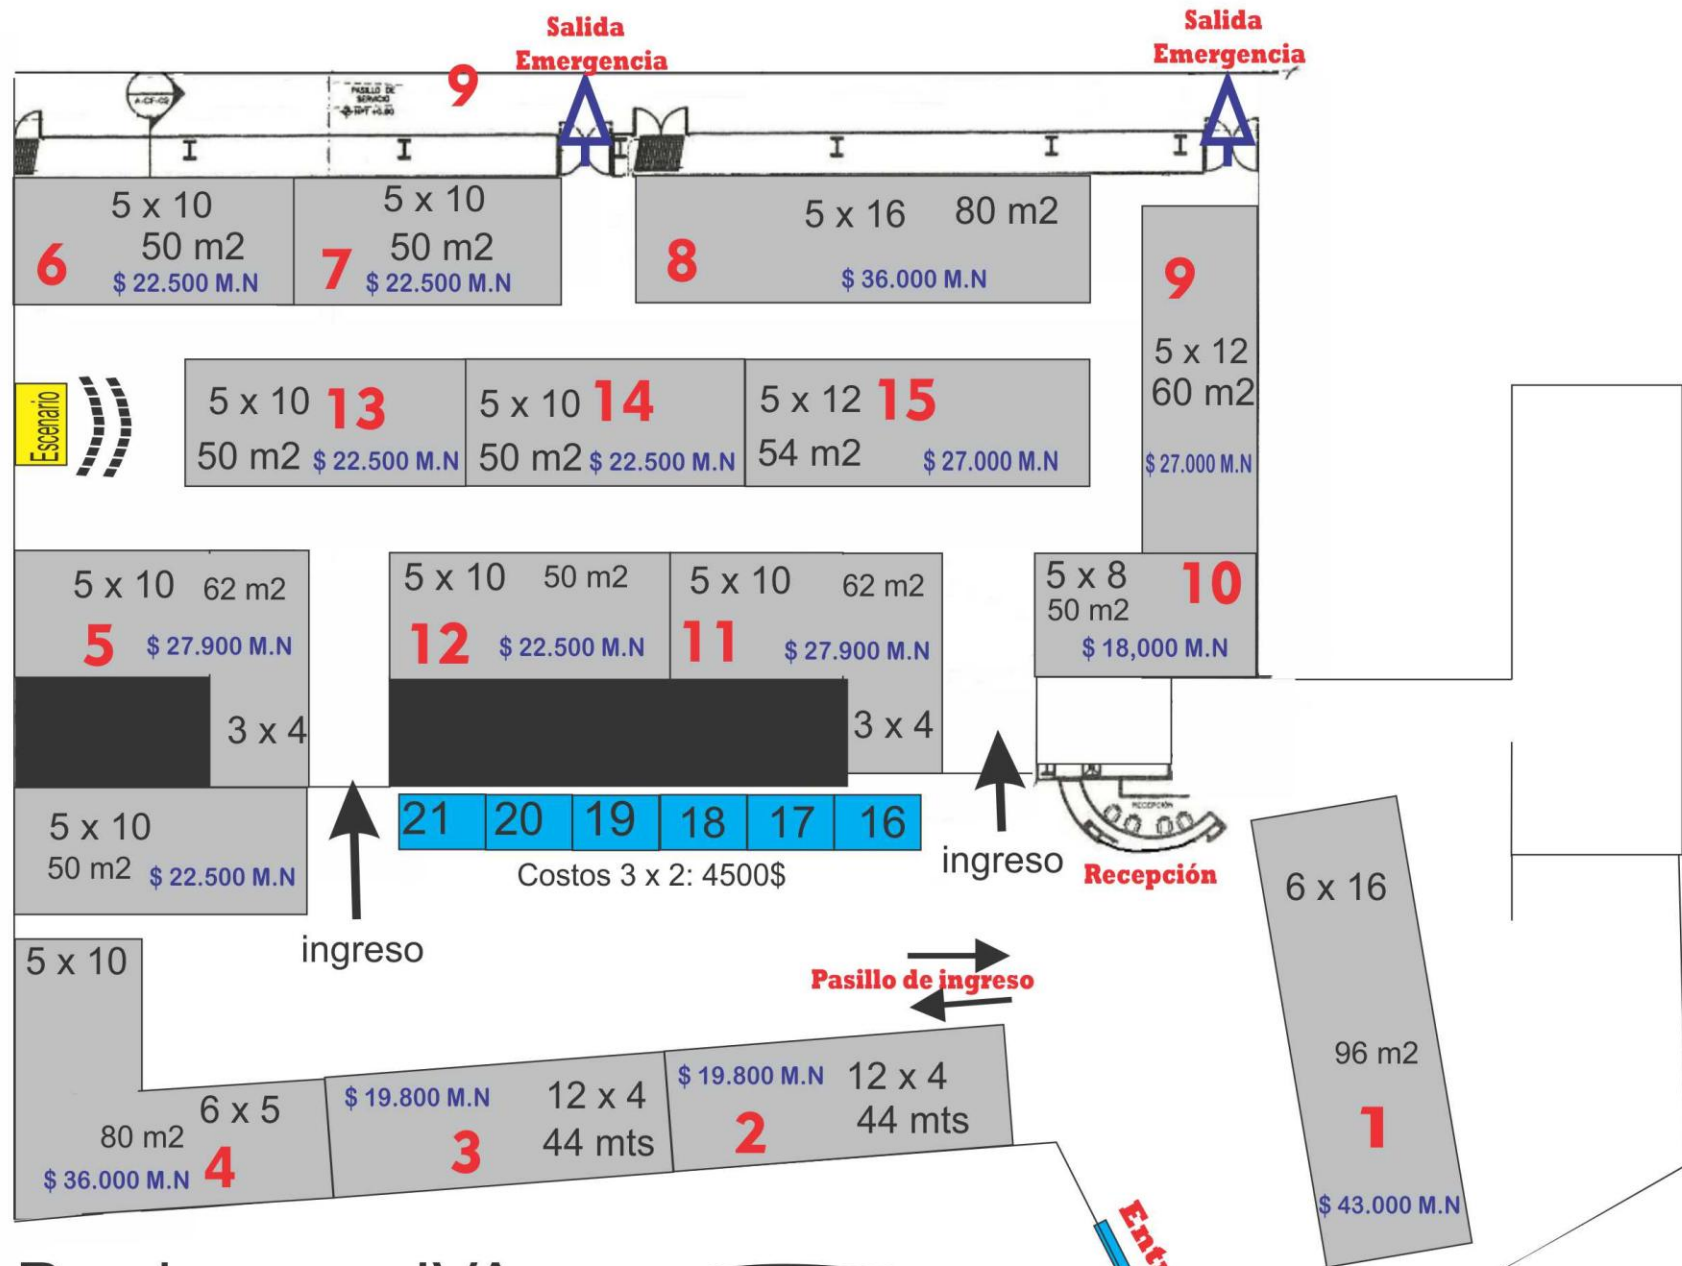 Salida
Emergencia
Salida
Emergencia
A-CF-02
PASILLO DE
SERVICIO
9
5 x 10
50 m2
6
$ 22.500 M.N
5 x 10
50 m2
7
$ 22.500 M.N
5 x 16 80 m2
8
$ 36.000 M.N
9
5 x 12
60 m2
$ 27.000 M.N
Escenario
5 x 10 13
50 m2 $ 22.500 M.N
5 x 10 14
50 m2 $ 22.500 M.N
5 x 12 15
54 m2 $ 27.000 M.N
5 x 10 62 m2
5 $ 27.900 M.N
3 x 4
5 x 10 50 m2
12 $ 22.500 M.N
5 x 10 62 m2
11 $ 27.900 M.N
3 x 4
5 x 8 10
50 m2
$ 18,000 M.N
RECEPCIÓN
Recepción
5 x 10
50 m2 $ 22.500 M.N
21 20 19 18 17 16
Costos 3 x 2: 4500$
ingreso
ingreso
Pasillo de ingreso
5 x 10
6 x 5
80 m2
$ 36.000 M.N 4
$ 19.800 M.N 12 x 4
3 44 mts
$ 19.800 M.N 12 x 4
2 44 mts
6 x 16
96 m2
1
$ 43.000 M.N